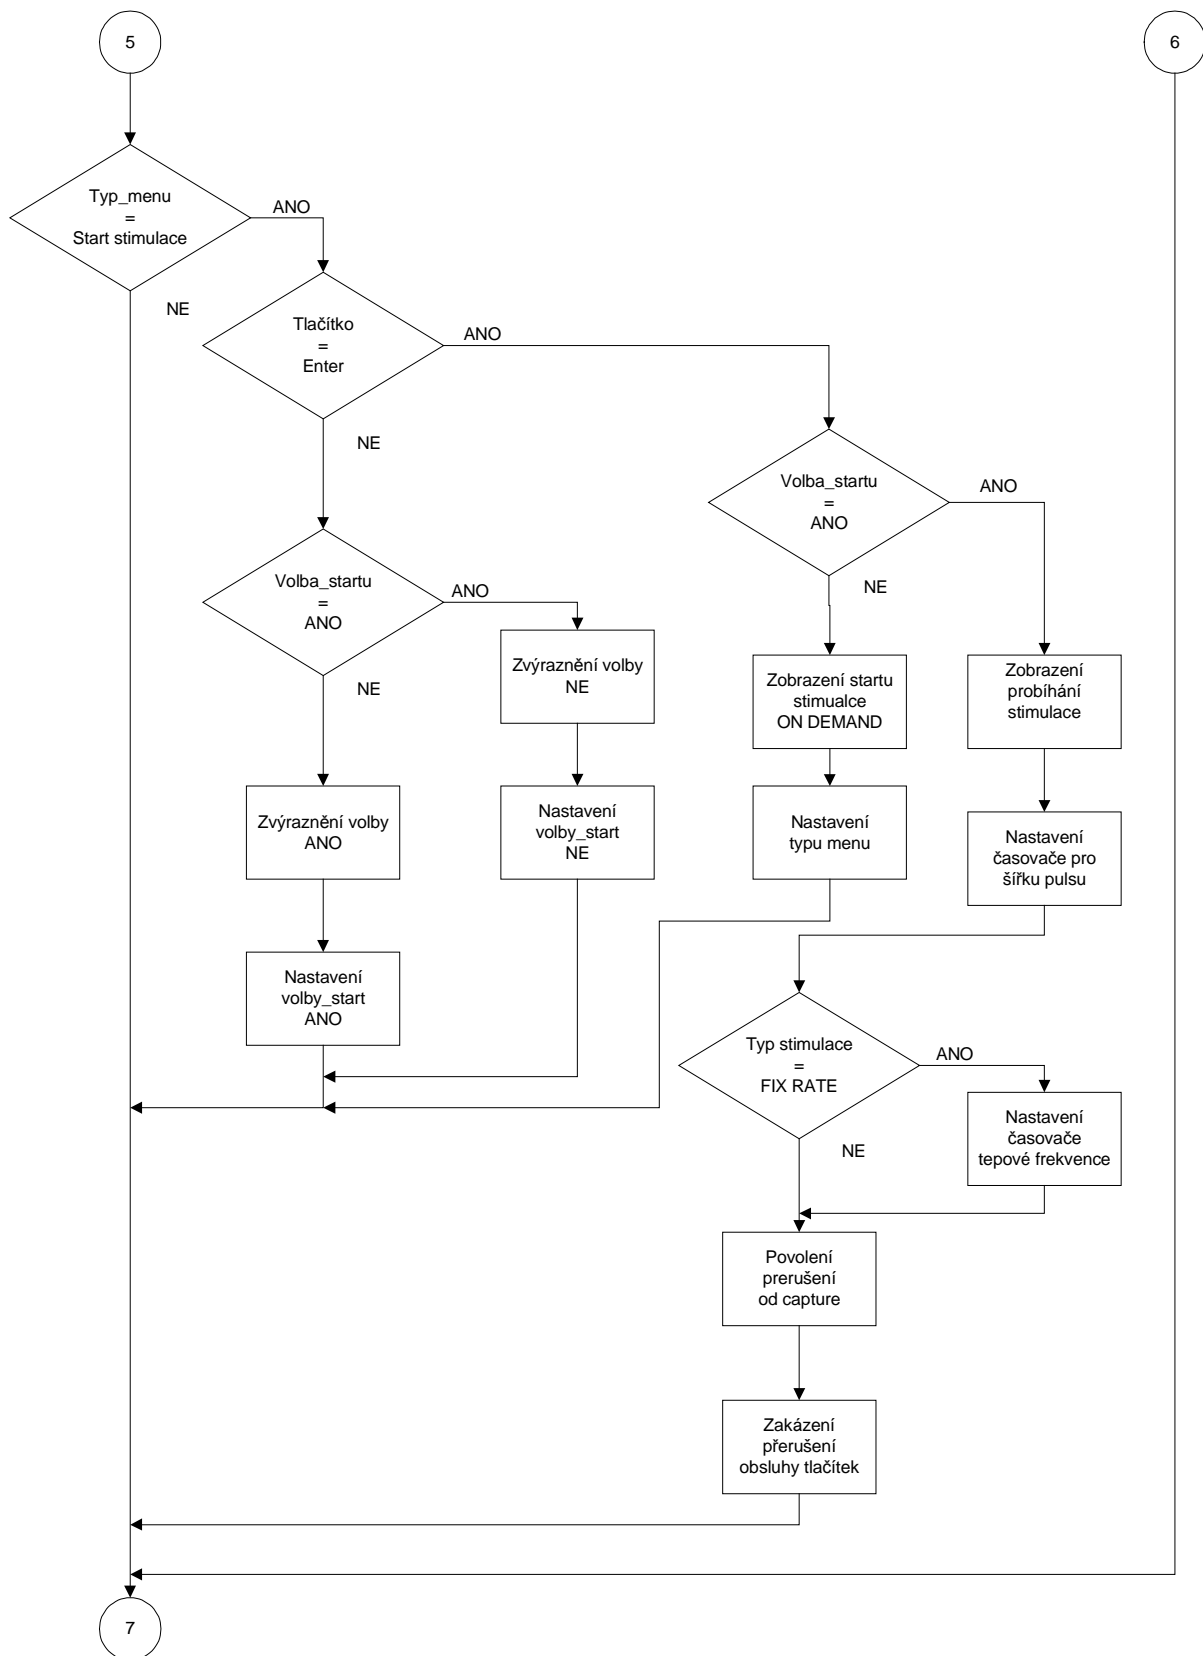 5
6
Typ_menu
=
Start stimulace
ANO
NE
Tlačítko
=
Enter
ANO
NE
Volba_startu
=
ANO
ANO
NE
Volba_startu
=
ANO
ANO
NE
Zvýraznění volby
NE
Zobrazení startu
stimualce
ON DEMAND
Zobrazení
probíhání
stimulace
Zvýraznění volby
ANO
Nastavení
volby_start
NE
Nastavení
typu menu
Nastavení
časovače pro
šířku pulsu
Nastavení
volby_start
ANO
Typ stimulace
=
FIX RATE
ANO
NE
Nastavení
časovače
tepové frekvence
Povolení
prerušení
od capture
Zakázení
přerušení
obsluhy tlačítek
7